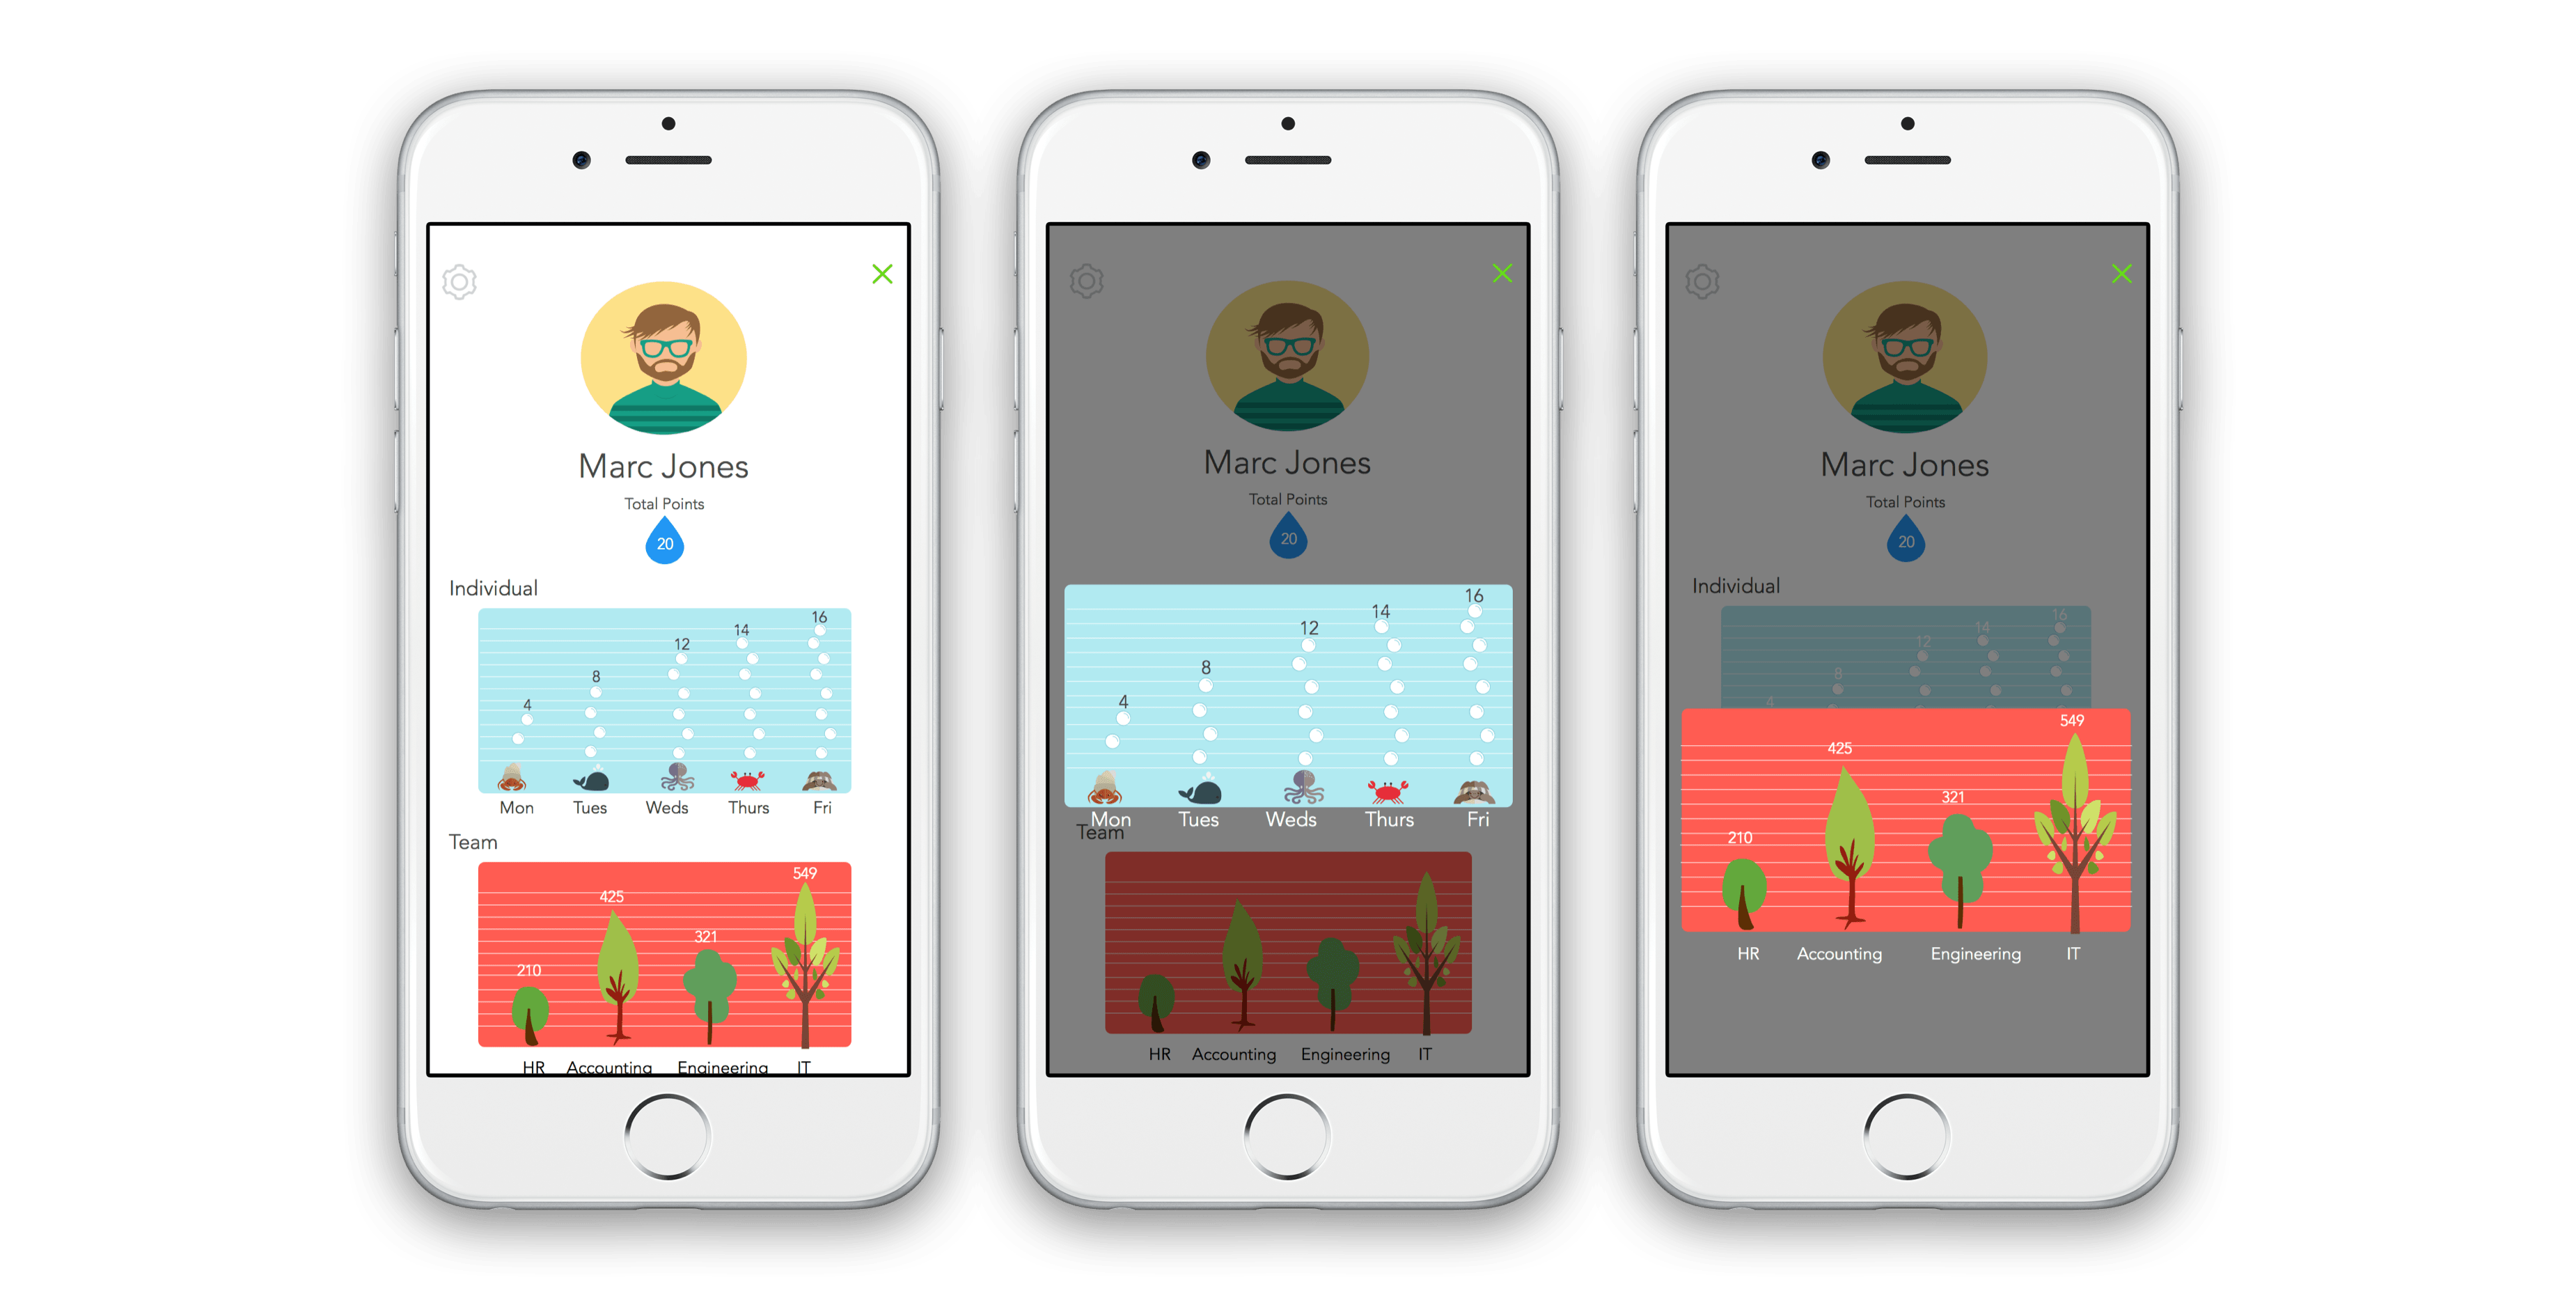 Marc Jones
Total Points
20
Individual
16
14
12
8
4
Mon Tues Weds Thurs Fri
Team
549
425
321
210
HR Accounting Engineering IT
Marc Jones
Total Points
20
16
14
12
8
4
Mon Tues Weds Thurs Fri
Team
HR Accounting Engineering IT
Marc Jones
Total Points
20
Individual
16
14
12
8
4
549
425
321
210
HR Accounting Engineering IT